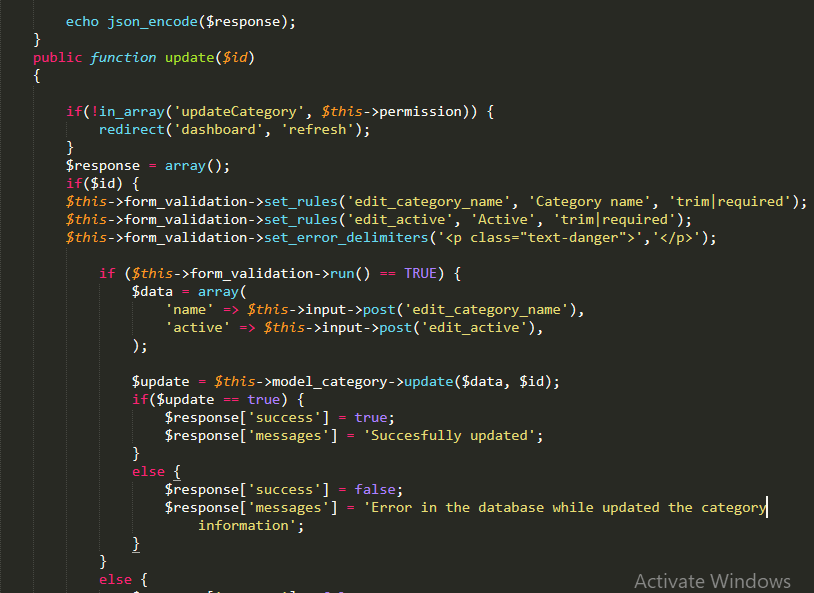 echo json_encode($response);
}
public function update($id)
{
if(!in_array('updateCategory', $this->permission)) {
redirect('dashboard', 'refresh');
}
$response = array();
if($id) {
$this->form_validation->set_rules('edit_category_name', 'Category name', 'trim|required');
$this->form_validation->set_rules('edit_active', 'Active', 'trim|required');
$this->form_validation->set_error_delimiters('<p class="text-danger">','</p>');
if ($this->form_validation->run() == TRUE) {
$data = array(
'name' => $this->input->post('edit_category_name'),
'active' => $this->input->post('edit_active'),
);
$update = $this->model_category->update($data, $id);
if($update == true) {
$response['success'] = true;
$response['messages'] = 'Succesfully updated';
}
else {
$response['success'] = false;
$response['messages'] = 'Error in the database while updated the category
information';
}
}
else {
Activate Windows